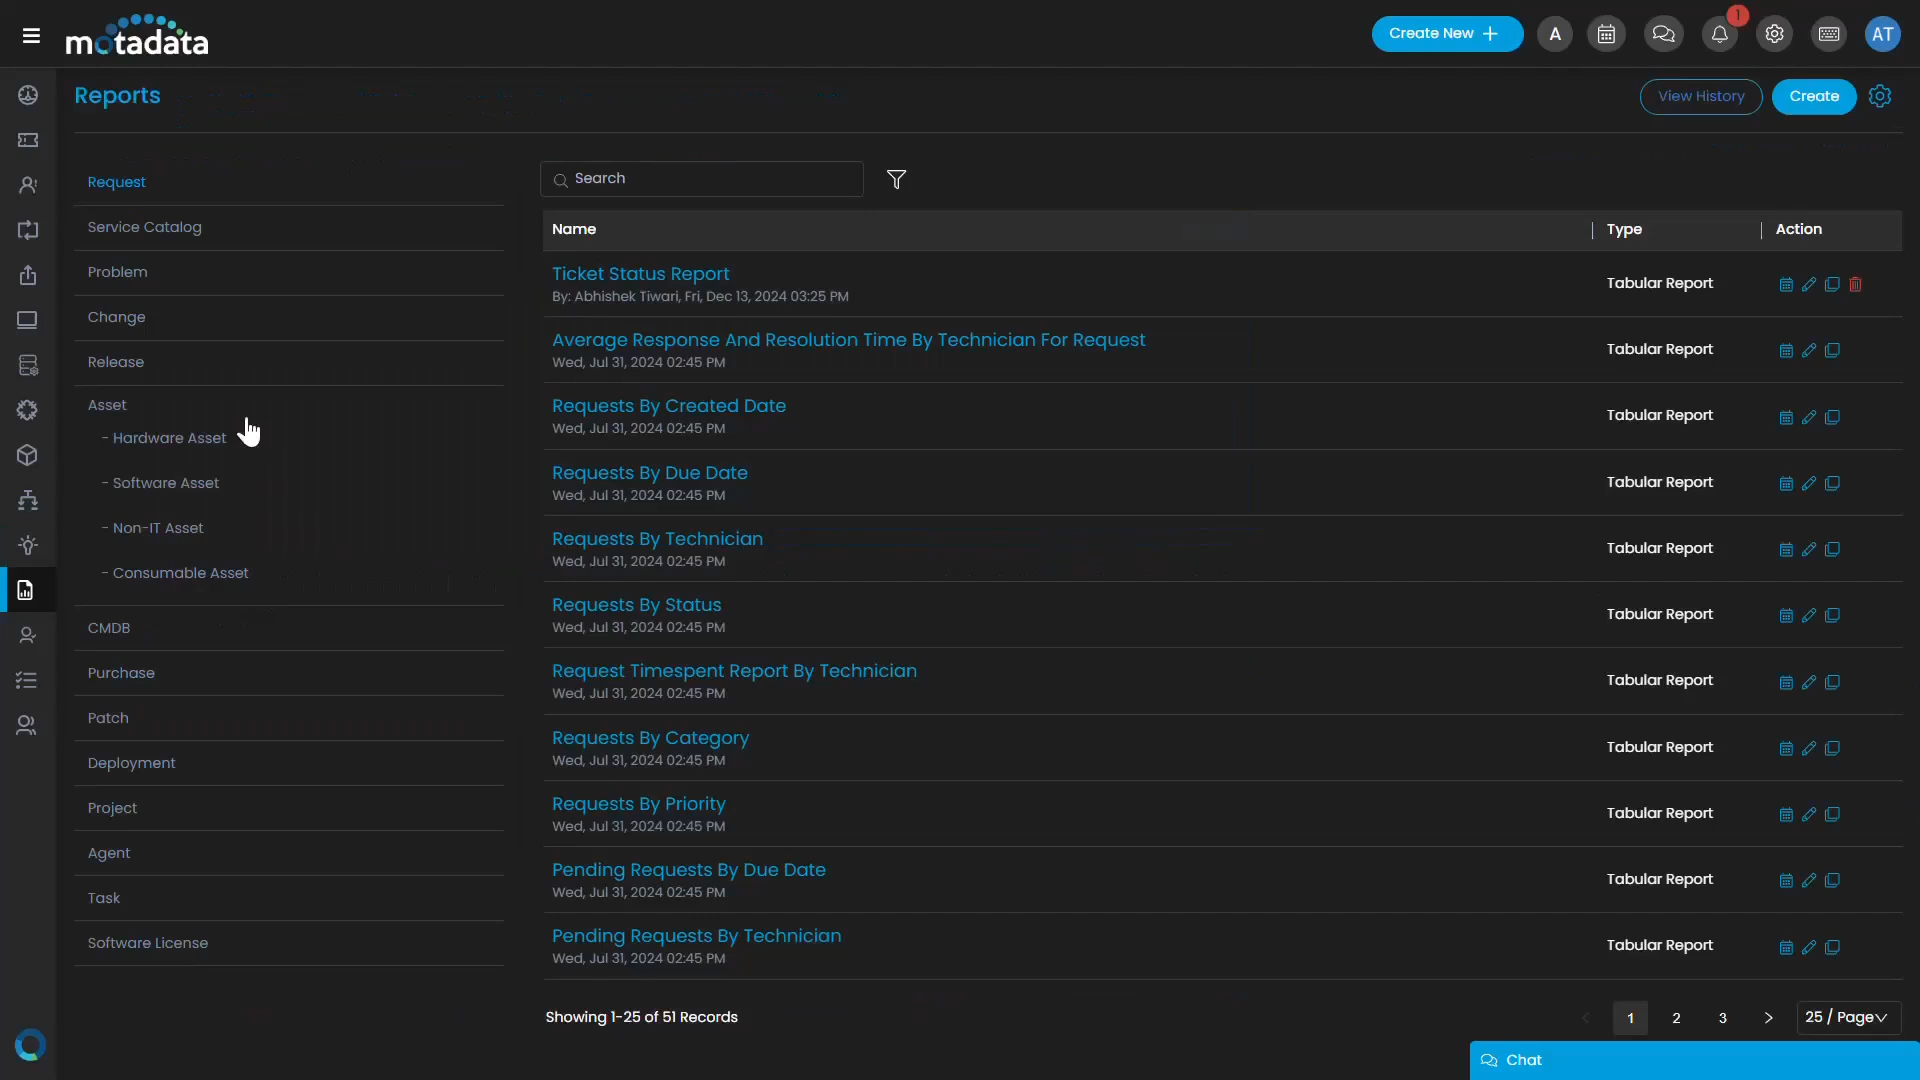 motadata
Create New
A
1
AT
Reports
View History
Create
Request
Service Catalog
Problem
Change
Release
Asset
- Hardware Asset
- Software Asset
- Non-IT Asset
- Consumable Asset
CMDB
Purchase
Patch
Deployment
Project
Agent
Task
Software License
Search
Name
Type
Action
Ticket Status Report
By: Abhishek Tiwari, Fri, Dec 13, 2024 03:25 PM
Tabular Report
Average Response And Resolution Time By Technician For Request
Wed, Jul 31, 2024 02:45 PM
Tabular Report
Requests By Created Date
Wed, Jul 31, 2024 02:45 PM
Tabular Report
Requests By Due Date
Wed, Jul 31, 2024 02:45 PM
Tabular Report
Requests By Technician
Wed, Jul 31, 2024 02:45 PM
Tabular Report
Requests By Status
Wed, Jul 31, 2024 02:45 PM
Tabular Report
Request Timespent Report By Technician
Wed, Jul 31, 2024 02:45 PM
Tabular Report
Requests By Category
Wed, Jul 31, 2024 02:45 PM
Tabular Report
Requests By Priority
Wed, Jul 31, 2024 02:45 PM
Tabular Report
Pending Requests By Due Date
Wed, Jul 31, 2024 02:45 PM
Tabular Report
Pending Requests By Technician
Wed, Jul 31, 2024 02:45 PM
Tabular Report
Showing 1-25 of 51 Records
1
2
3
25 / Page
Chat